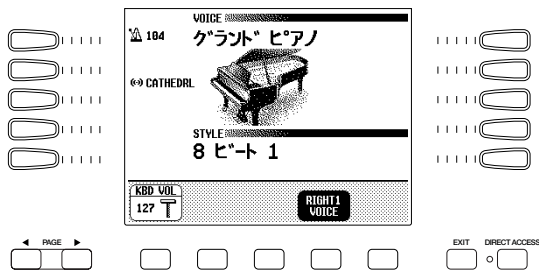 VOICE
104
グランド ピアノ
CATHEDRL
STYLE
8 ビート 1
KBD VOL
127
RIGHT1
VOICE
◀ PAGE ▶
EXIT
DIRECT ACCESS